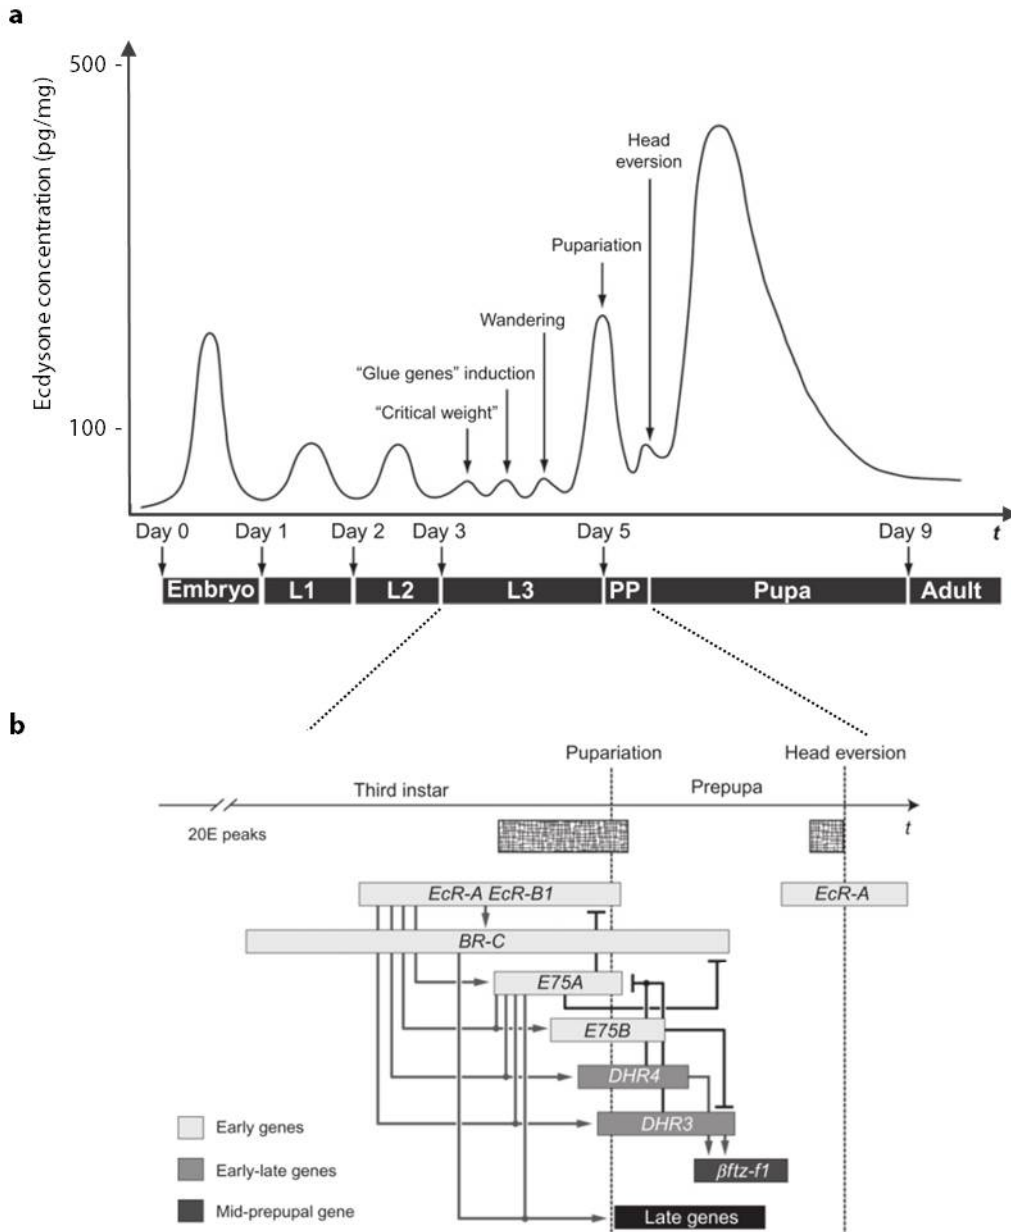 a
500 -
Ecdysone concentration (pg/mg)
Head
eversion
Pupariation
Wandering
“Glue genes” induction
“Critical weight”
100 -
Day 0 Day 1 Day 2 Day 3 Day 5 Day 9 t
Embryo L1 L2 L3 PP Pupa Adult
b
Pupariation Head eversion
Third instar Prepupa
20E peaks t
EcR-A EcR-B1 EcR-A
BR-C
E75A
E75B
DHR4
Early genes DHR3
Early-late genes βftz-f1
Mid-prepupal gene Late genes